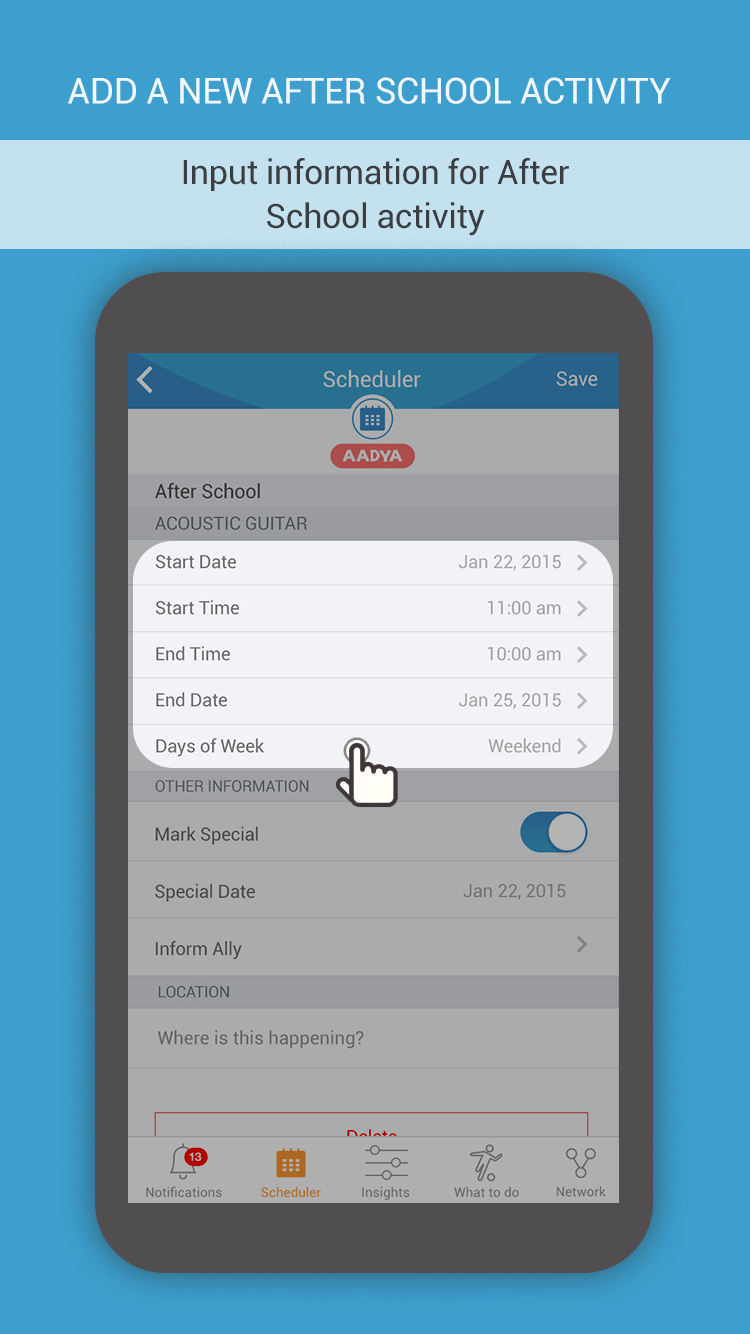 ADD A NEW AFTER SCHOOL ACTIVITY
Input information for After
School activity
Scheduler
Save
AADYA
After School
ACOUSTIC GUITAR
Start Date Jan 22, 2015
Start Time 11:00 am
End Time 10:00 am
End Date Jan 25, 2015
Days of Week Weekend
OTHER INFORMATION
Mark Special
Special Date Jan 22, 2015
Inform Ally
LOCATION
Where is this happening?
Delete
13
Notifications Scheduler Insights What to do Network